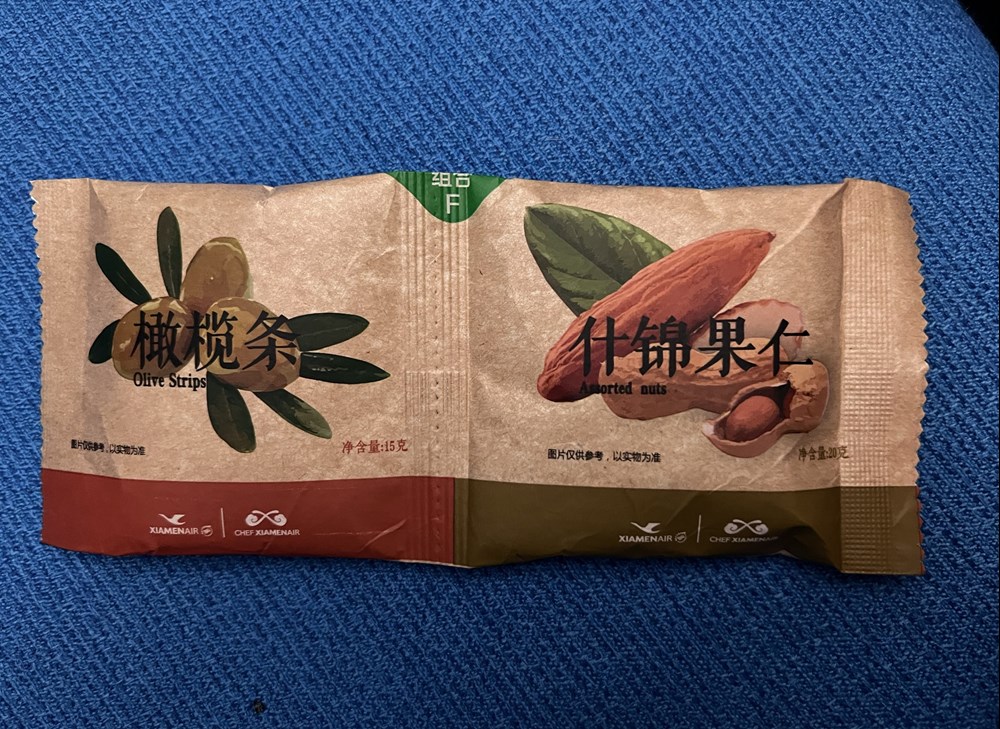 组合
F
橄榄条
Olive Strips
图片仅供参考，以实物为准
净含量:15克
XIAMENAIR
CHEF XIAMENAIR
什锦果仁
Assorted nuts
图片仅供参考，以实物为准
净含量:20克
XIAMENAIR
CHEF XIAMENAIR